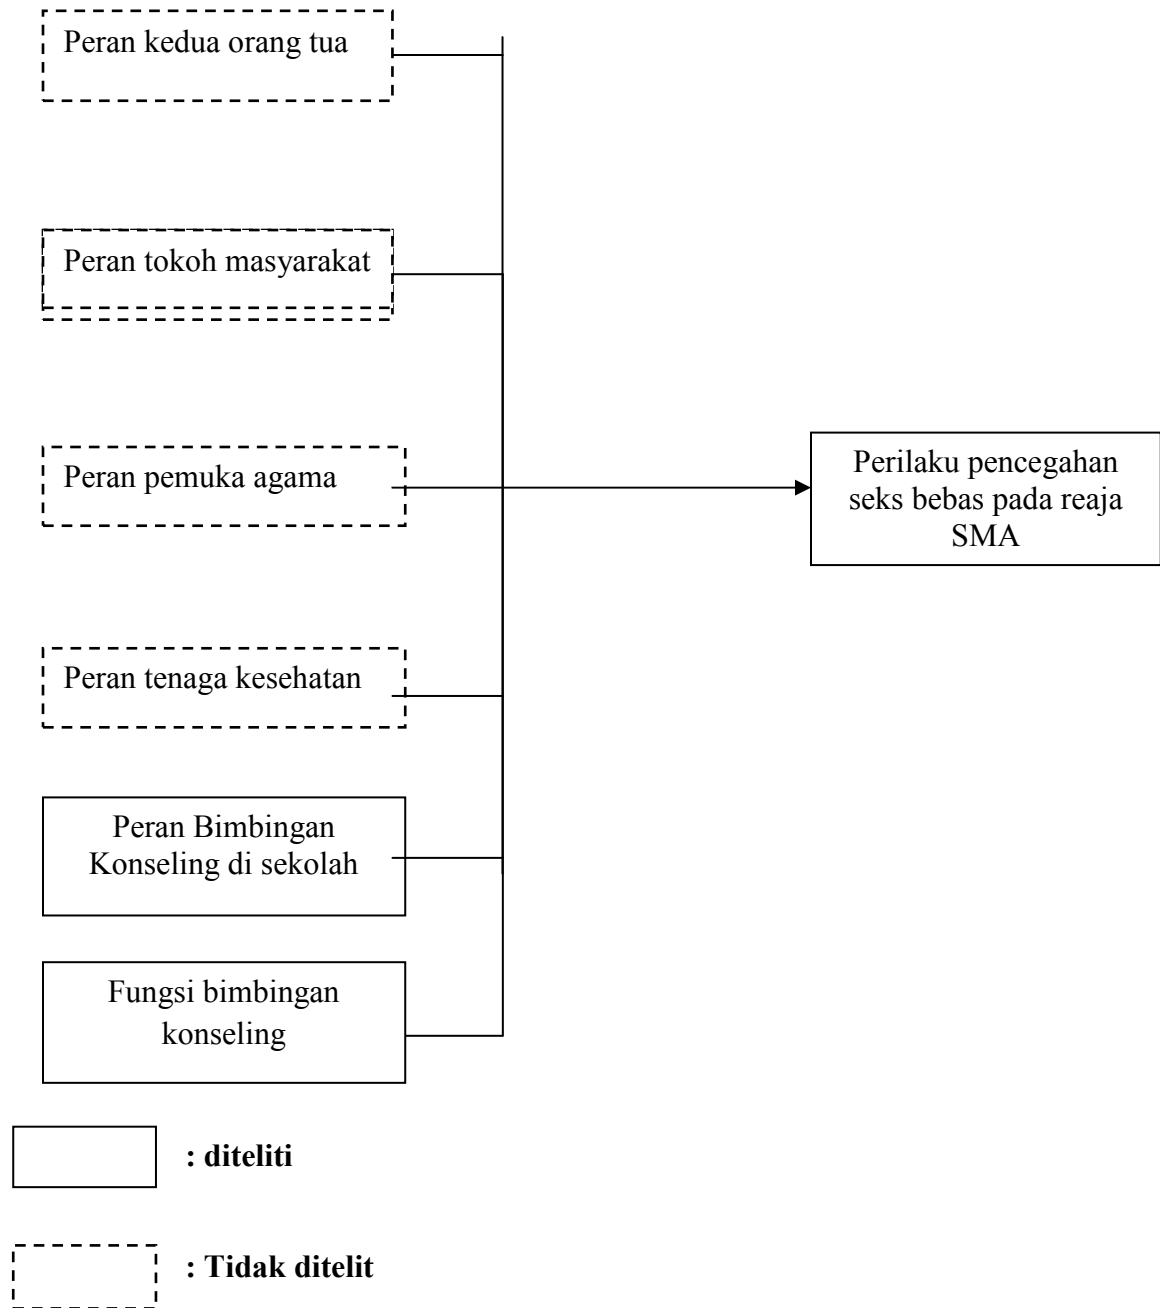 Peran kedua orang tua
Peran tokoh masyarakat
Peran pemuka agama
Perilaku pencegahan
seks bebas pada reaja
SMA
Peran tenaga kesehatan
Peran Bimbingan
Konseling di sekolah
Fungsi bimbingan
konseling
: diteliti
: Tidak ditelit